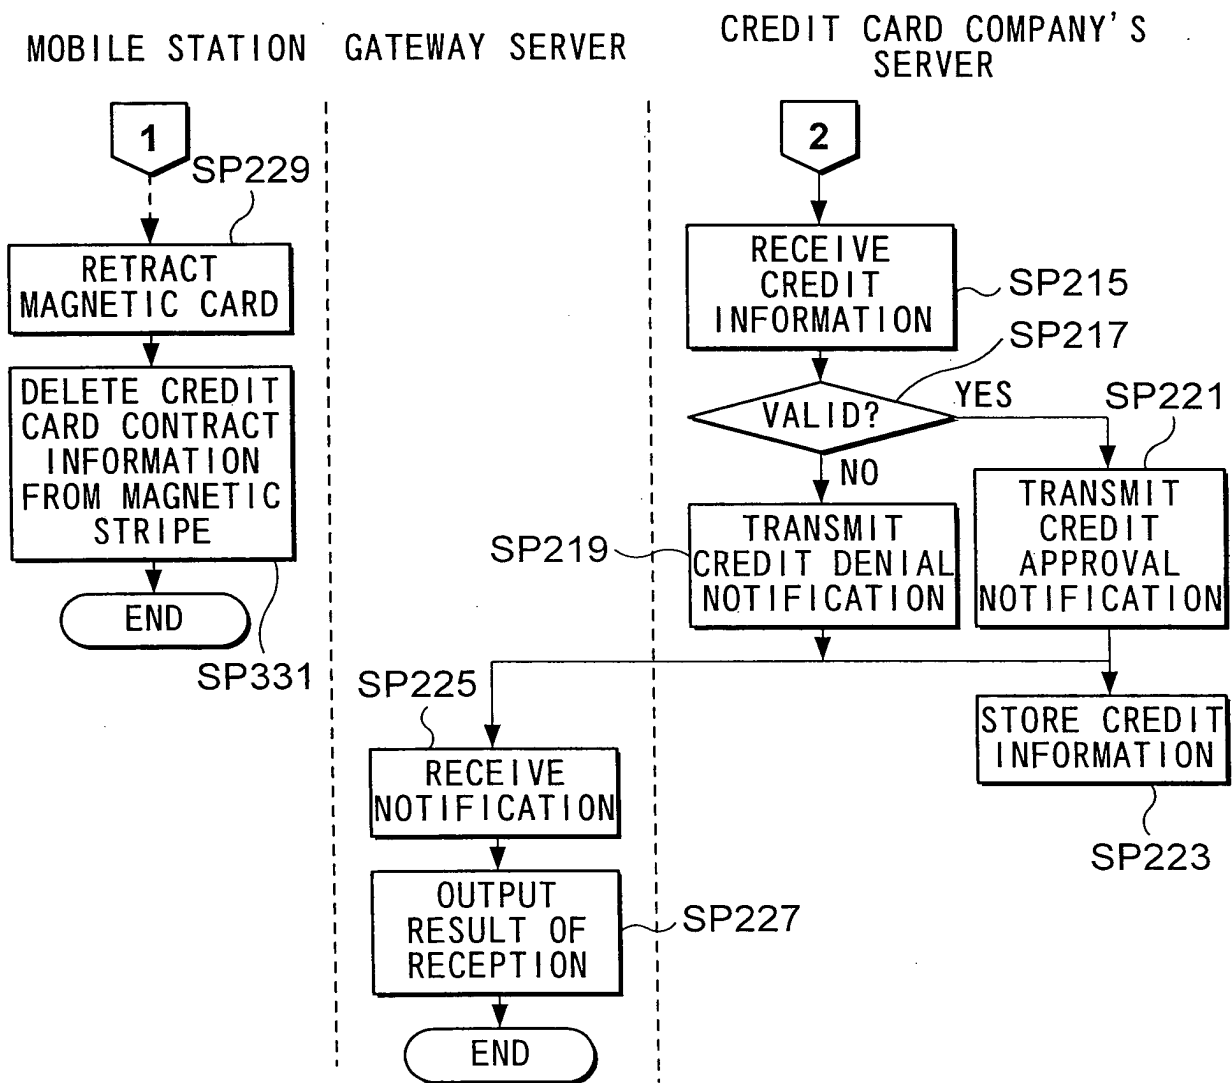 MOBILE STATION
GATEWAY SERVER
CREDIT CARD COMPANY'S
SERVER
1
SP229
RETRACT
MAGNETIC CARD
DELETE CREDIT
CARD CONTRACT
INFORMATION
FROM MAGNETIC
STRIPE
END
SP331
2
RECEIVE
CREDIT
INFORMATION
SP215
SP217
VALID?
YES
NO
SP221
SP219
TRANSMIT
CREDIT DENIAL
NOTIFICATION
TRANSMIT
CREDIT
APPROVAL
NOTIFICATION
SP225
RECEIVE
NOTIFICATION
STORE CREDIT
INFORMATION
SP223
OUTPUT
RESULT OF
RECEPTION
SP227
END